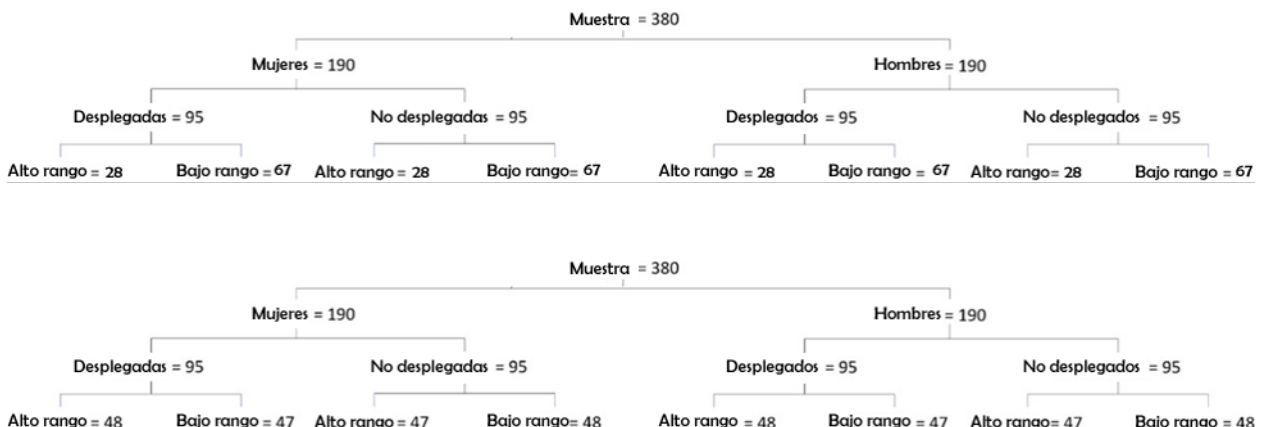 Muestra = 380
Mujeres = 190 Hombres = 190
Desplegadas = 95 No desplegadas = 95 Desplegados = 95 No desplegados = 95
Alto rango = 28 Bajo rango = 67 Alto rango = 28 Bajo rango= 67 Alto rango = 28 Bajo rango = 67 Alto rango= 28 Bajo rango = 67
Muestra = 380
Mujeres = 190 Hombres = 190
Desplegadas = 95 No desplegadas = 95 Desplegados = 95 No desplegados = 95
Alto rango = 48 Bajo rango = 47 Alto rango = 47 Bajo rango= 48 Alto rango = 48 Bajo rango = 47 Alto rango= 47 Bajo rango = 48